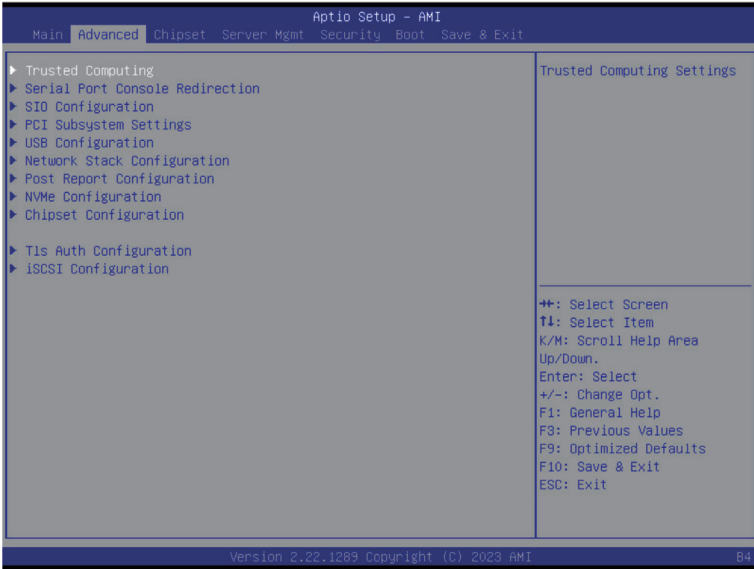 Aptio Setup – AMI
Main Advanced Chipset Server Mgmt Security Boot Save & Exit
Trusted Computing
Serial Port Console Redirection
SIO Configuration
PCI Subsystem Settings
USB Configuration
Network Stack Configuration
Post Report Configuration
NVMe Configuration
Chipset Configuration
Tls Auth Configuration
iSCSI Configuration
Trusted Computing Settings
→←: Select Screen
↑↓: Select Item
K/M: Scroll Help Area
Up/Down.
Enter: Select
+/-: Change Opt.
F1: General Help
F3: Previous Values
F9: Optimized Defaults
F10: Save & Exit
ESC: Exit
Version 2.22.1289 Copyright (C) 2023 AMI
B4